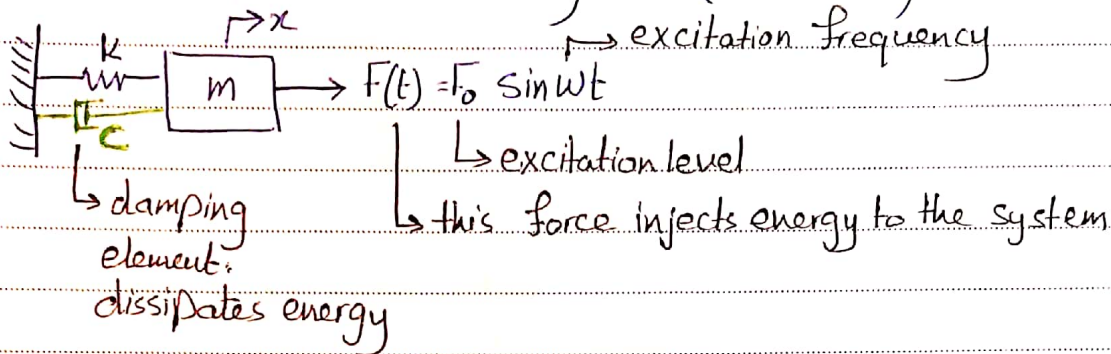 x
excitation frequency
k
m
F(t) = F₀ sin ωt
c
excitation level
damping
this force injects energy to the system
element.
dissipates energy